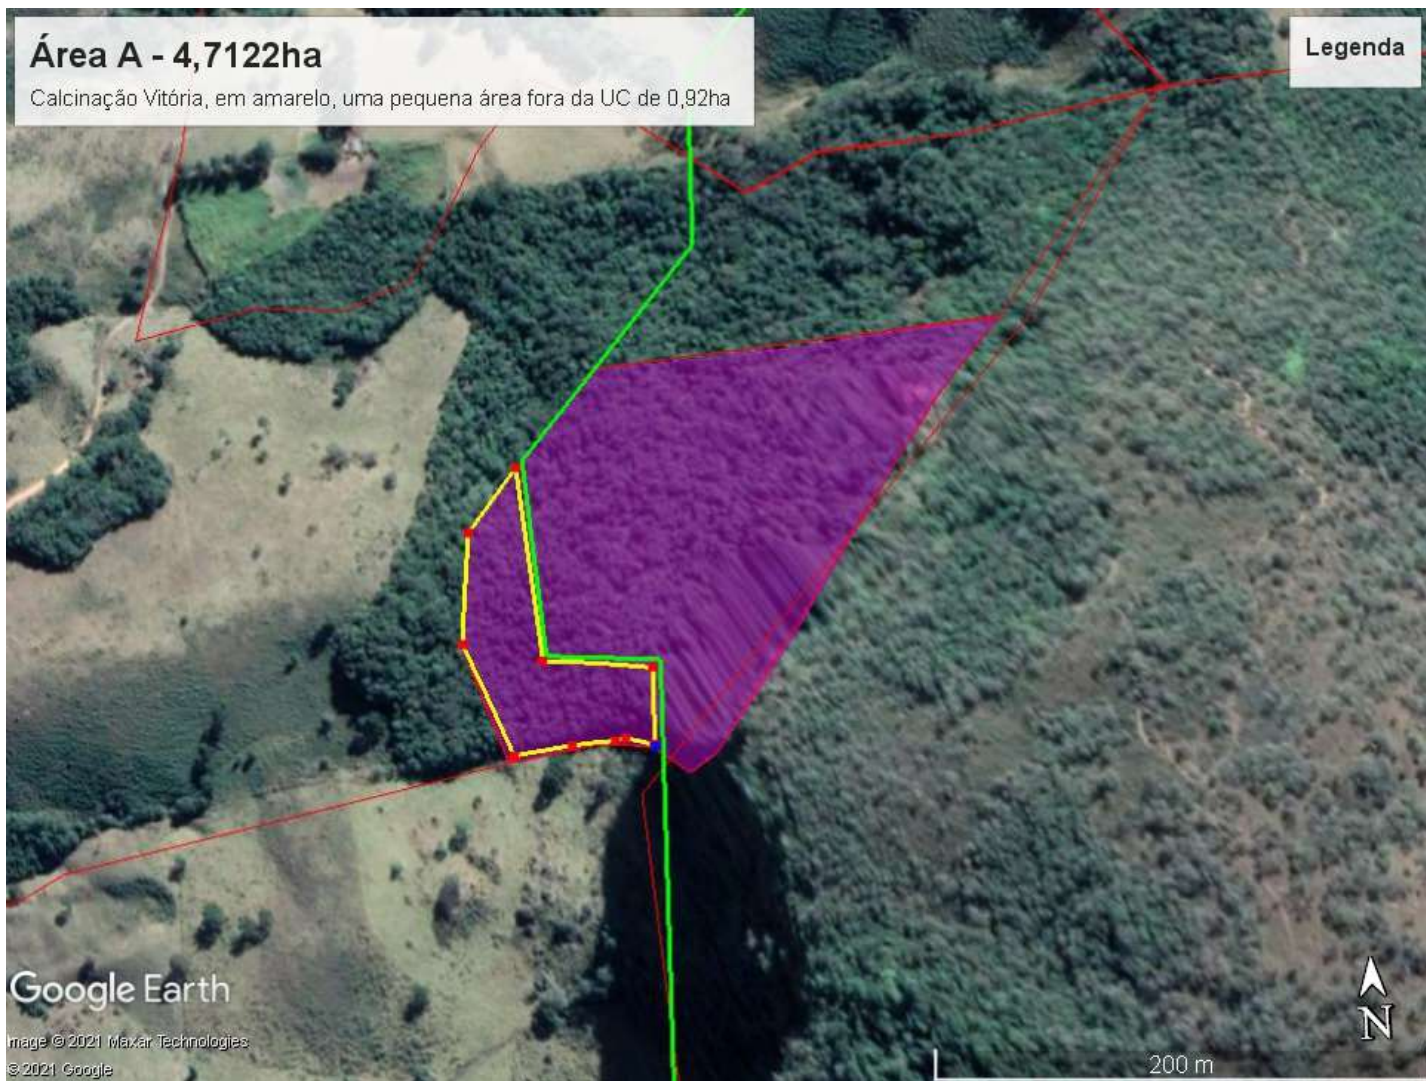 Área A - 4,7122ha
Calcinação Vitória, em amarelo, uma pequena área fora da UC de 0,92ha
Legenda
Google Earth
mage © 2021 Maxar Technologies
© 2021 Google
N
200 m